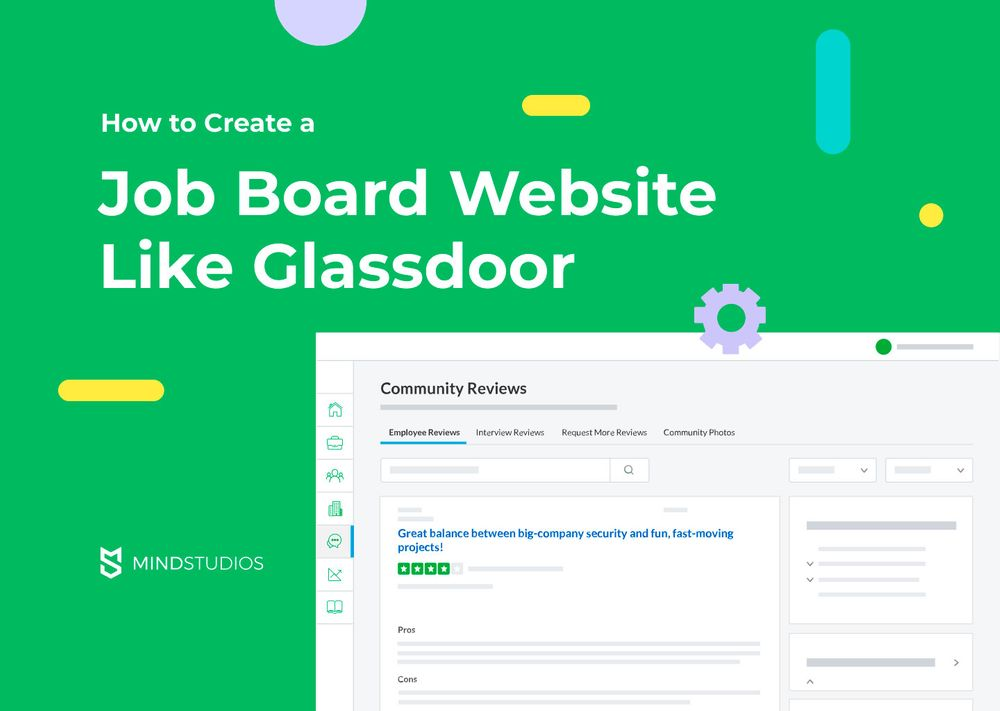 How to Create a
Job Board Website
Like Glassdoor
MINDSTUDIOS
Community Reviews
Employee Reviews Interview Reviews Request More Reviews Community Photos
Great balance between big-company security and fun, fast-moving
projects!
Pros
Cons